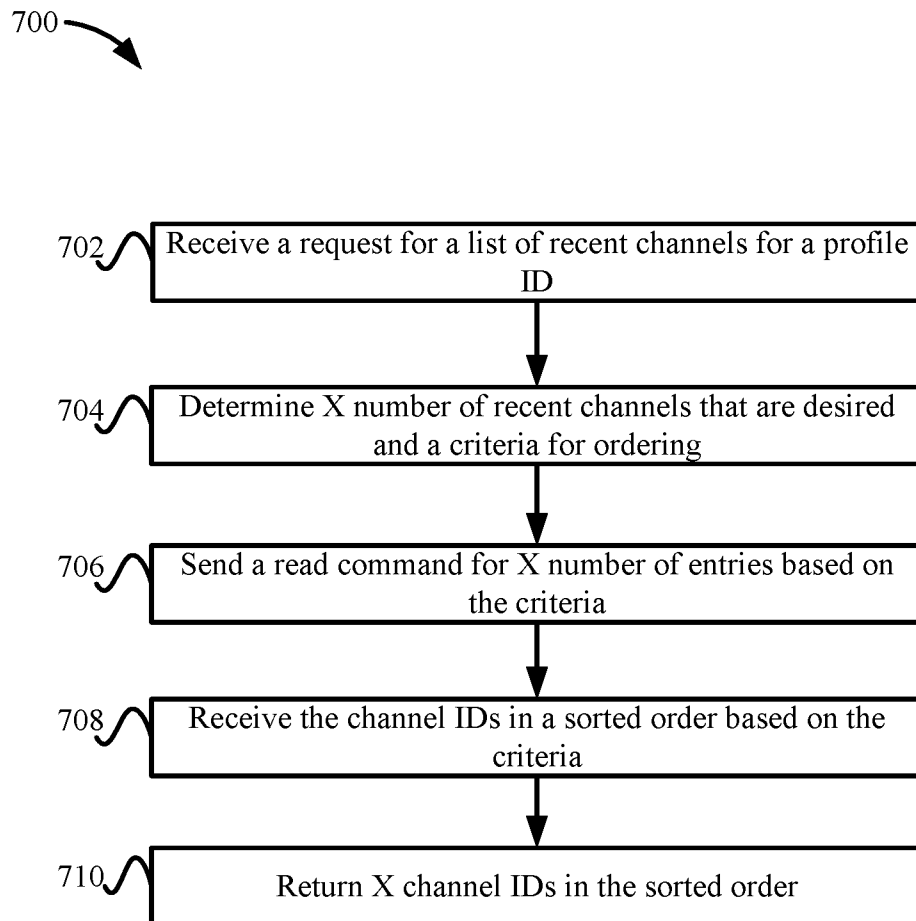 700
702
Receive a request for a list of recent channels for a profile
ID
704
Determine X number of recent channels that are desired
and a criteria for ordering
706
Send a read command for X number of entries based on
the criteria
708
Receive the channel IDs in a sorted order based on the
criteria
710
Return X channel IDs in the sorted order